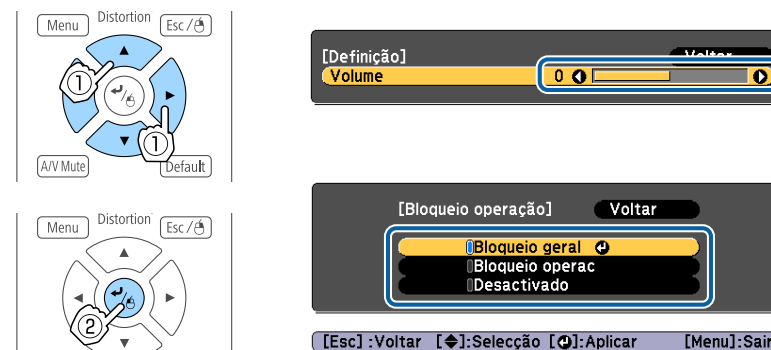 Menu Distortion Esc/
①
①
A/V Mute Default
[Definição] Voltar
Volume 0
Menu Distortion Esc/
②
[Bloqueio operação] Voltar
Bloqueio geral
Bloqueio operac
Desactivado
[Esc] :Voltar [ ]:Selecção [ ]:Aplicar [Menu]:Sair